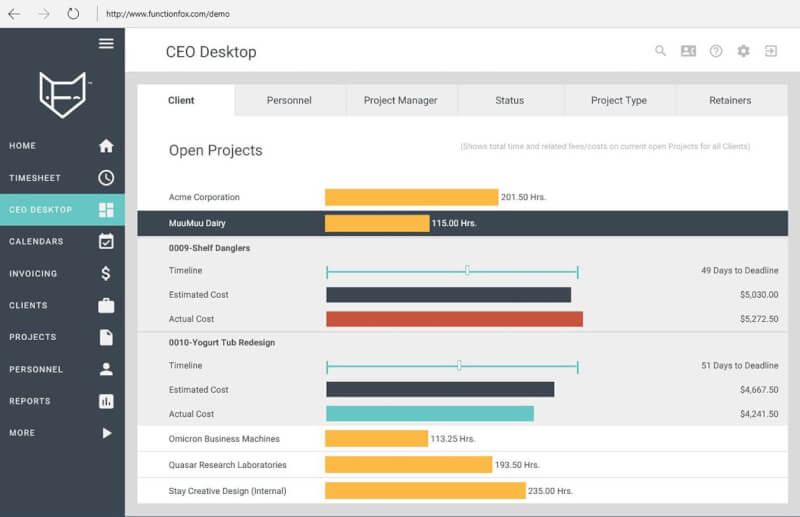 http://www.functionfox.com/demo
CEO Desktop
HOME
TIMESHEET
CEO DESKTOP
CALENDARS
INVOICING
CLIENTS
PROJECTS
PERSONNEL
REPORTS
MORE
Client Personnel Project Manager Status Project Type Retainers
Open Projects (Shows total time and related fees/costs on current open Projects for all Clients)
Acme Corporation 201.50 Hrs.
MuuMuu Dairy 115.00 Hrs.
0009-Shelf Danglers
Timeline 49 Days to Deadline
Estimated Cost $5,030.00
Actual Cost $5,272.50
0010-Yogurt Tub Redesign
Timeline 51 Days to Deadline
Estimated Cost $4,667.50
Actual Cost $4,241.50
Omicron Business Machines 113.25 Hrs.
Quasar Research Laboratories 193.50 Hrs.
Stay Creative Design (Internal) 235.00 Hrs.